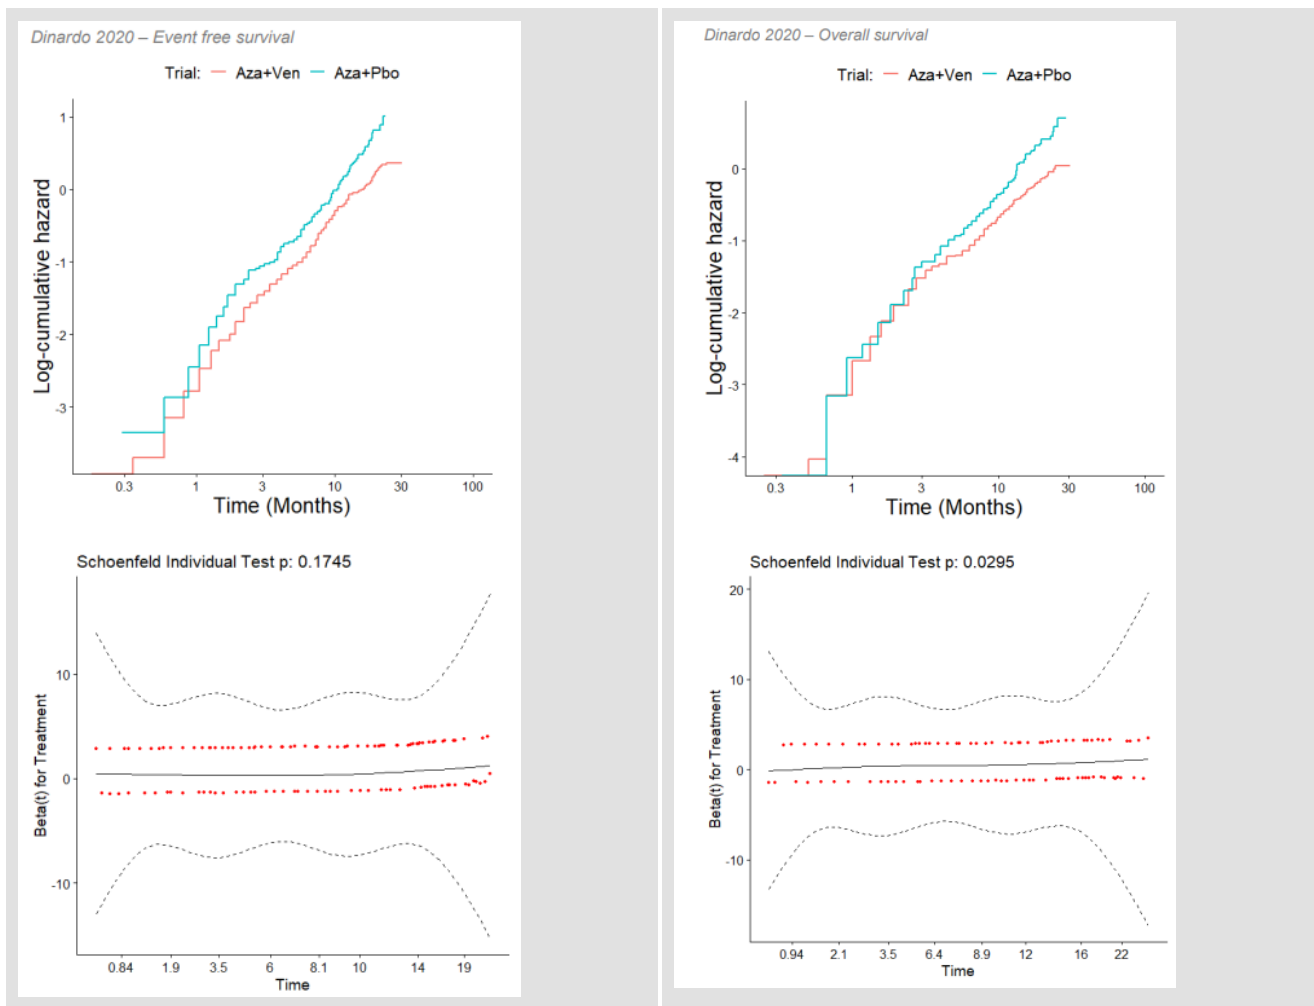 Dinardo 2020 – Event free survival
Trial: Aza+Ven Aza+Pbo
Log-cumulative hazard
1
0
-1
-2
-3
0.3 1 3 10 30 100
Time (Months)
Schoenfeld Individual Test p: 0.1745
Beta(t) for Treatment
10
0
-10
0.84 1.9 3.5 6 8.1 10 14 19
Time
Dinardo 2020 – Overall survival
Trial: Aza+Ven Aza+Pbo
Log-cumulative hazard
0
-1
-2
-3
-4
0.3 1 3 10 30 100
Time (Months)
Schoenfeld Individual Test p: 0.0295
Beta(t) for Treatment
20
10
0
-10
0.94 2.1 3.5 6.4 8.9 12 16 22
Time